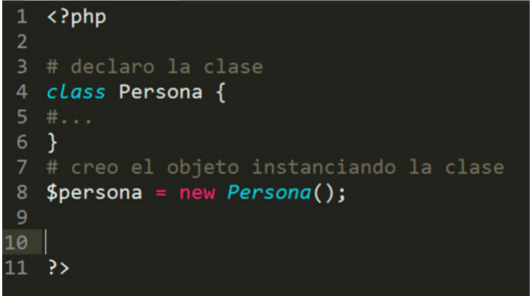 1 <?php
2
3 # declaro la clase
4 class Persona {
5 #...
6 }
7 # creo el objeto instanciando la clase
8 $persona = new Persona();
9
10
11 ?>